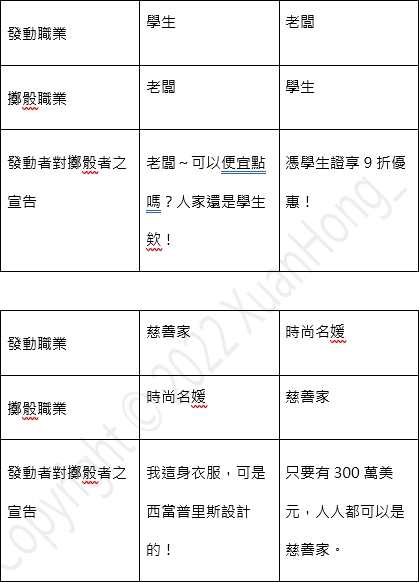 發動職業 學生 老闆
擲骰職業 老闆 學生
發動者對擲骰者之 老闆～可以便宜點 憑學生證享 9 折優
宣告 嗎？人家還是學生 惠！
欸！
發動職業 慈善家 時尚名媛
擲骰職業 時尚名媛 慈善家
發動者對擲骰者之 我這身衣服，可是 只要有 300 萬美
宣告 西當普里斯設計 元，人人都可以是
的！ 慈善家。
Copyright © 2022 XuanHong_